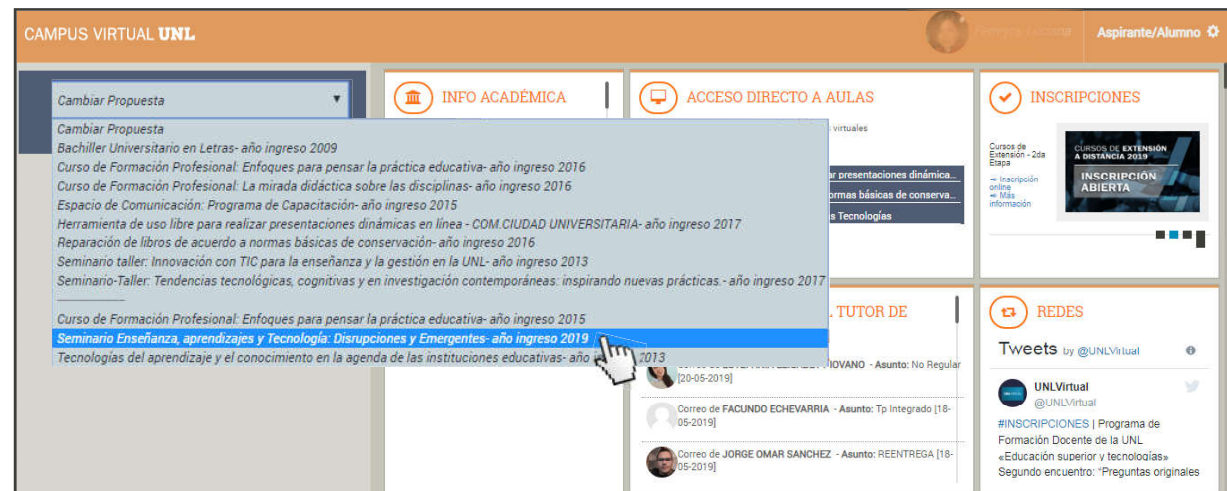 CAMPUS VIRTUAL UNL
Aspirante/Alumno
Cambiar Propuesta
Cambiar Propuesta
Bachiller Universitario en Letras- año ingreso 2009
Curso de Formación Profesional: Enfoques para pensar la práctica educativa- año ingreso 2016
Curso de Formación Profesional: La mirada didáctica sobre las disciplinas- año ingreso 2016
Espacio de Comunicación: Programa de Capacitación- año ingreso 2015
Herramienta de uso libre para realizar presentaciones dinámicas en línea - COM.CIUDAD UNIVERSITARIA- año ingreso 2017
Reparación de libros de acuerdo a normas básicas de conservación- año ingreso 2016
Seminario taller: Innovación con TIC para la enseñanza y la gestión en la UNL- año ingreso 2013
Seminario-Taller: Tendencias tecnológicas, cognitivas y en investigación contemporáneas: inspirando nuevas prácticas.- año ingreso 2017
Curso de Formación Profesional: Enfoques para pensar la práctica educativa- año ingreso 2015
Seminario Enseñanza, aprendizajes y Tecnología: Disrupciones y Emergentes- año ingreso 2019
Tecnologías del aprendizaje y el conocimiento en la agenda de las instituciones educativas- año 2013
INFO ACADÉMICA
ACCESO DIRECTO A AULAS
virtuales
ar presentaciones dinámica...
ormas básicas de conserva...
s Tecnologías
TUTOR DE
IOVANO - Asunto: No Regular
[20-05-2019]
Correo de FACUNDO ECHEVARRIA - Asunto: Tp Integrado [18-
05-2019]
Correo de JORGE OMAR SANCHEZ - Asunto: REENTREGA [18-
05-2019]
INSCRIPCIONES
Cursos de
Extensión - 2da
Etapa
⇒ Inscripción
online
⇒ Más
información
CURSOS DE EXTENSIÓN
A DISTANCIA 2019
INSCRIPCIÓN
ABIERTA
REDES
Tweets by @UNLVirtual
UNLVirtual
@UNLVirtual
#INSCRIPCIONES | Programa de
Formación Docente de la UNL
«Educación superior y tecnologías»
Segundo encuentro: "Preguntas originales